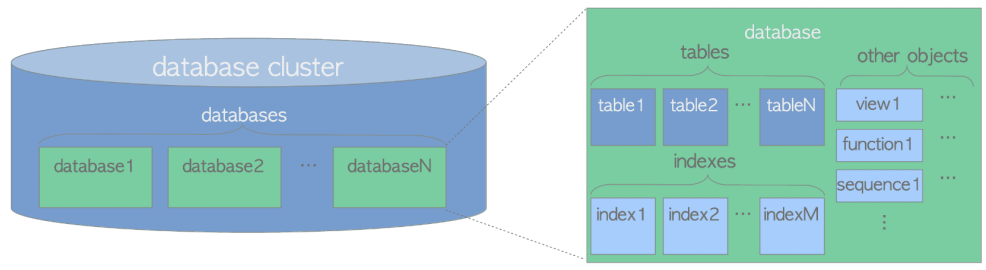 database cluster
databases
database1 database2 ... databaseN
database
tables
table1 table2 ... tableN
indexes
index1 index2 ... indexM
other objects
view1 ...
function1 ...
sequence1 ...
⋮